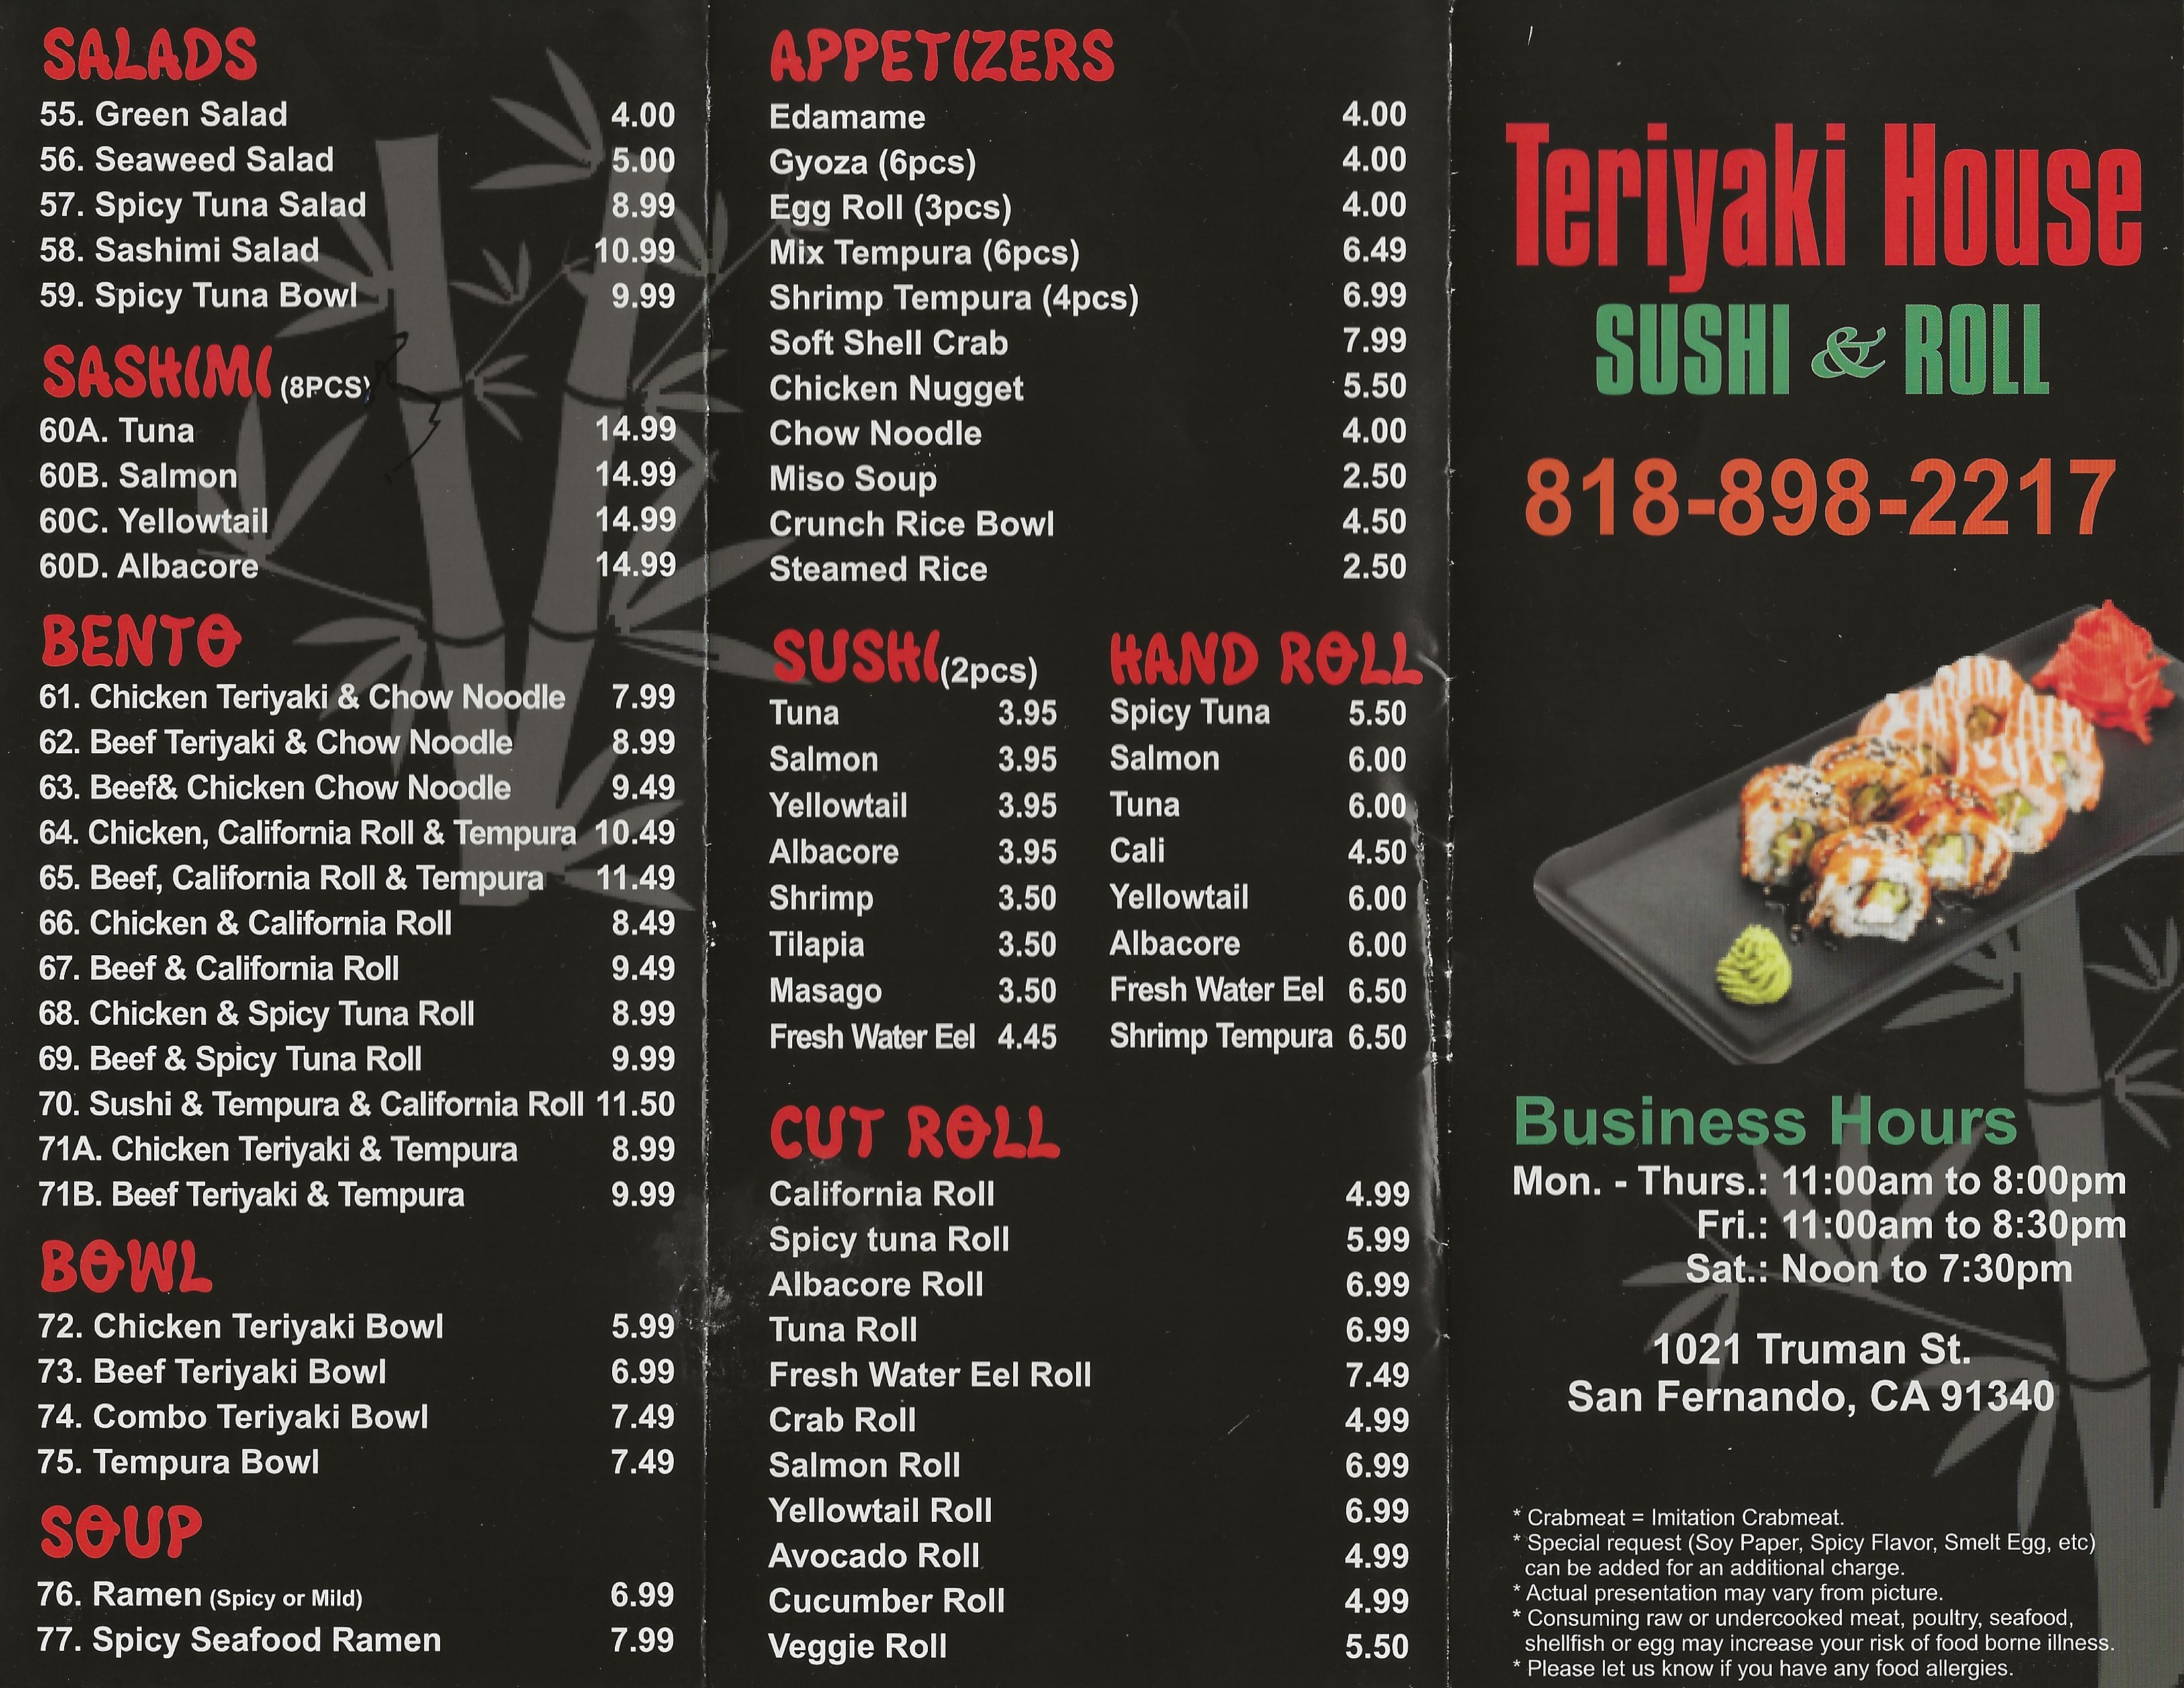 SALADS
55. Green Salad 4.00
56. Seaweed Salad 5.00
57. Spicy Tuna Salad 8.99
58. Sashimi Salad 10.99
59. Spicy Tuna Bowl 9.99
SASHIMI (8PCS)
60A. Tuna 14.99
60B. Salmon 14.99
60C. Yellowtail 14.99
60D. Albacore 14.99
BENTO
61. Chicken Teriyaki & Chow Noodle 7.99
62. Beef Teriyaki & Chow Noodle 8.99
63. Beef& Chicken Chow Noodle 9.49
64. Chicken, California Roll & Tempura 10.49
65. Beef, California Roll & Tempura 11.49
66. Chicken & California Roll 8.49
67. Beef & California Roll 9.49
68. Chicken & Spicy Tuna Roll 8.99
69. Beef & Spicy Tuna Roll 9.99
70. Sushi & Tempura & California Roll 11.50
71A. Chicken Teriyaki & Tempura 8.99
71B. Beef Teriyaki & Tempura 9.99
BOWL
72. Chicken Teriyaki Bowl 5.99
73. Beef Teriyaki Bowl 6.99
74. Combo Teriyaki Bowl 7.49
75. Tempura Bowl 7.49
SOUP
76. Ramen (Spicy or Mild) 6.99
77. Spicy Seafood Ramen 7.99
APPETIZERS
Edamame 4.00
Gyoza (6pcs) 4.00
Egg Roll (3pcs) 4.00
Mix Tempura (6pcs) 6.49
Shrimp Tempura (4pcs) 6.99
Soft Shell Crab 7.99
Chicken Nugget 5.50
Chow Noodle 4.00
Miso Soup 2.50
Crunch Rice Bowl 4.50
Steamed Rice 2.50
SUSHI (2pcs)
Tuna 3.95
Salmon 3.95
Yellowtail 3.95
Albacore 3.95
Shrimp 3.50
Tilapia 3.50
Masago 3.50
Fresh Water Eel 4.45
HAND ROLL
Spicy Tuna 5.50
Salmon 6.00
Tuna 6.00
Cali 4.50
Yellowtail 6.00
Albacore 6.00
Fresh Water Eel 6.50
Shrimp Tempura 6.50
CUT ROLL
California Roll 4.99
Spicy tuna Roll 5.99
Albacore Roll 6.99
Tuna Roll 6.99
Fresh Water Eel Roll 7.49
Crab Roll 4.99
Salmon Roll 6.99
Yellowtail Roll 6.99
Avocado Roll 4.99
Cucumber Roll 4.99
Veggie Roll 5.50
Teriyaki House
SUSHI & ROLL
818-898-2217
Business Hours
Mon. - Thurs.: 11:00am to 8:00pm
Fri.: 11:00am to 8:30pm
Sat.: Noon to 7:30pm
1021 Truman St.
San Fernando, CA 91340
* Crabmeat = Imitation Crabmeat.
* Special request (Soy Paper, Spicy Flavor, Smelt Egg, etc)
can be added for an additional charge.
* Actual presentation may vary from picture.
* Consuming raw or undercooked meat, poultry, seafood,
shellfish or egg may increase your risk of food borne illness.
* Please let us know if you have any food allergies.